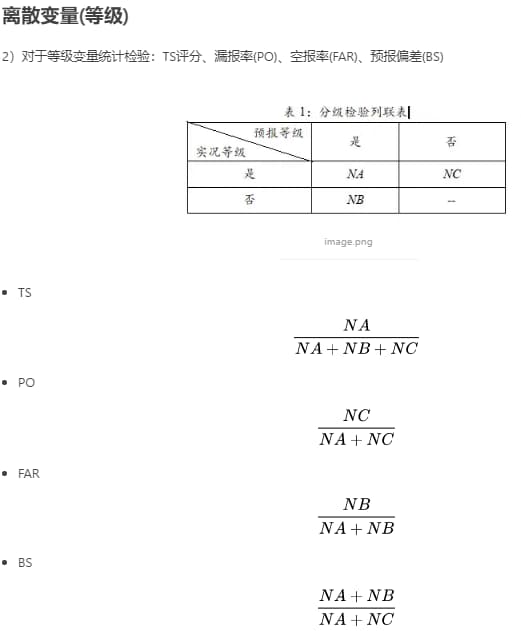 离散变量(等级)
2）对于等级变量统计检验：TS评分、漏报率(PO)、空报率(FAR)、预报偏差(BS)
表 1：分级检验列联表
预报等级
实况等级
是
否
是
NA
NC
否
NB
--
image.png
TS
NA
NA + NB + NC
PO
NC
NA + NC
FAR
NB
NA + NB
BS
NA + NB
NA + NC